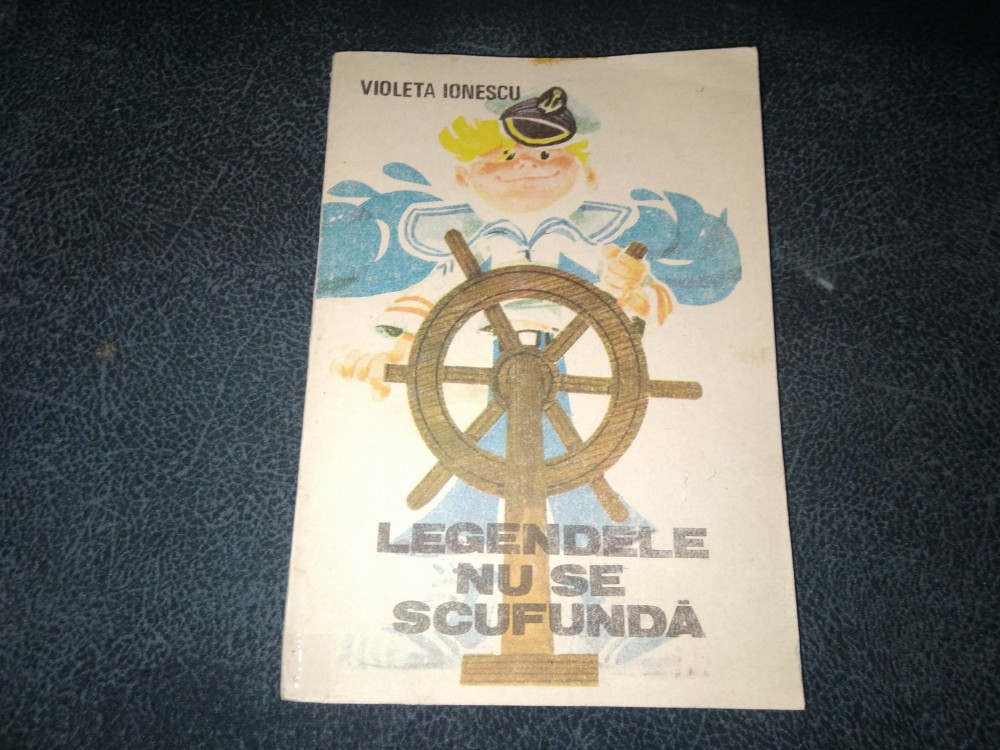 VIOLETA IONESCU
LEGENDELE
NU SE
SCUFUNDĂ